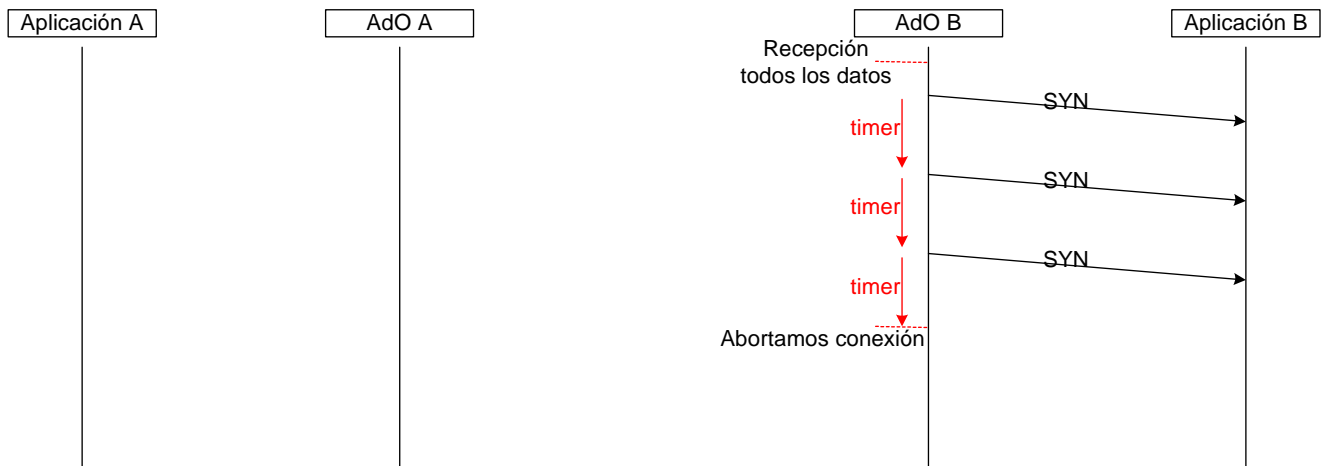 Aplicación A
AdO A
AdO B
Aplicación B
Recepción
todos los datos
SYN
timer
SYN
timer
SYN
timer
Abortamos conexión